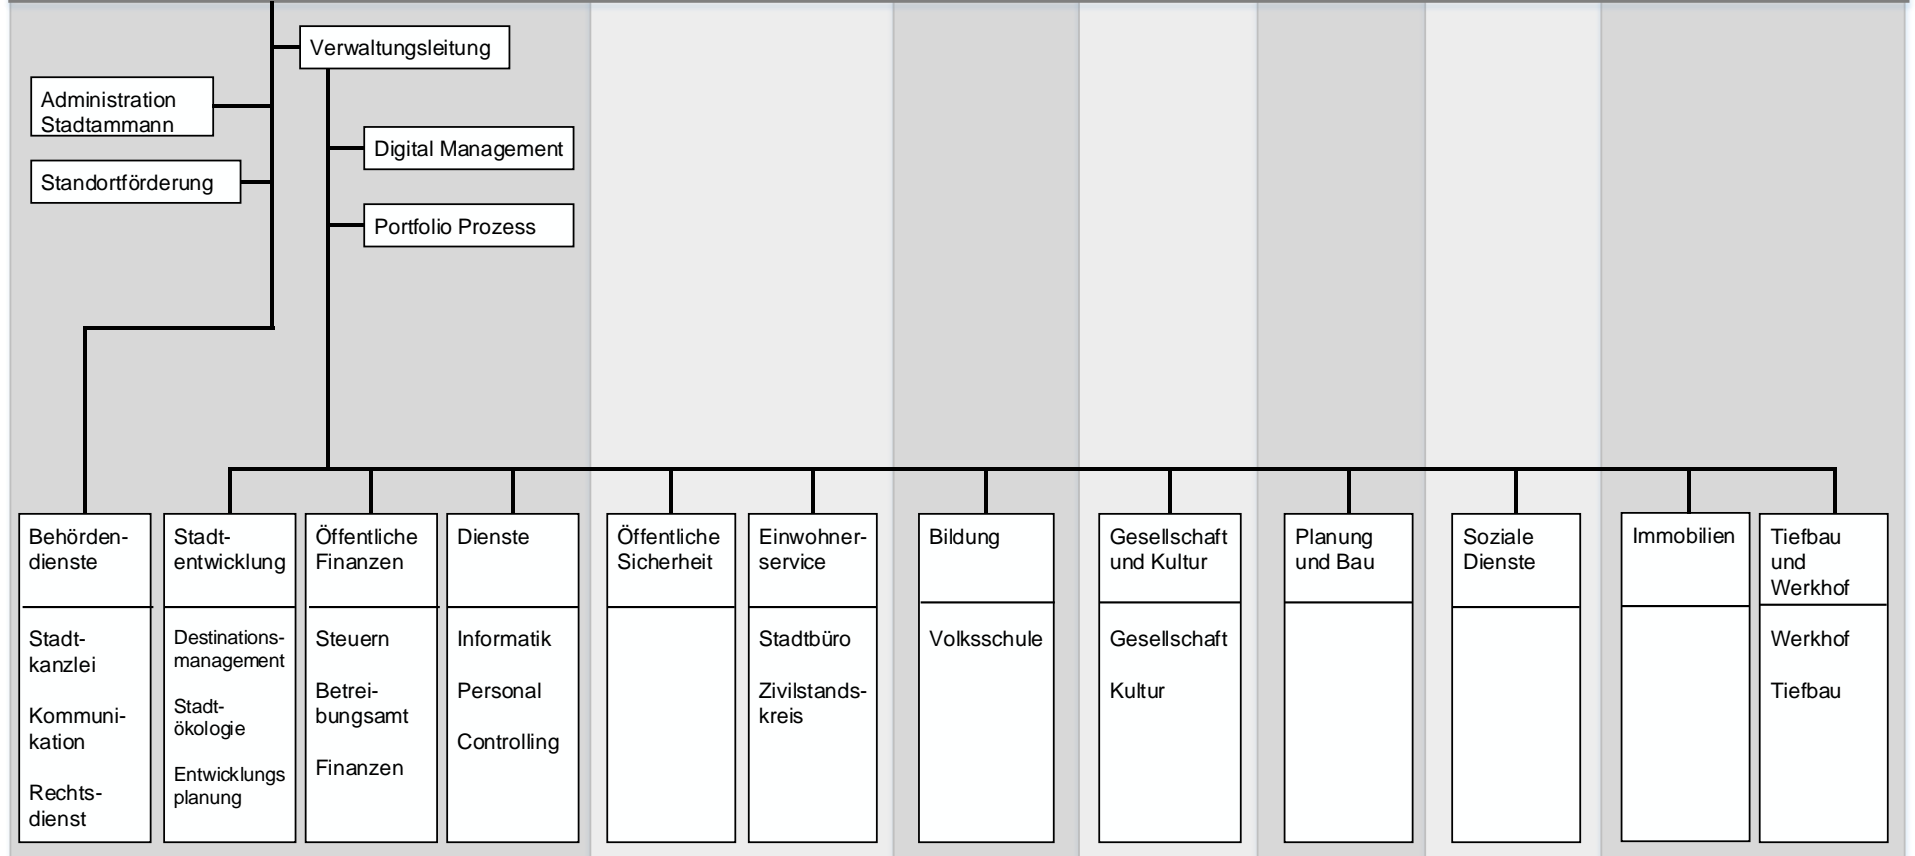 Verwaltungsleitung
Administration
Stadtammann
Digital Management
Standortförderung
Portfolio Prozess
Behörden-
dienste
Stadt-
kanzlei
Kommuni-
kation
Rechts-
dienst
Stadt-
entwicklung
Destinations-
management
Stadt-
ökologie
Entwicklungs
planung
Öffentliche
Finanzen
Steuern
Betrei-
bungsamt
Finanzen
Dienste
Informatik
Personal
Controlling
Öffentliche
Sicherheit
Einwohner-
service
Stadtbüro
Zivilstands-
kreis
Bildung
Volksschule
Gesellschaft
und Kultur
Gesellschaft
Kultur
Planung
und Bau
Soziale
Dienste
Immobilien
Tiefbau
und
Werkhof
Werkhof
Tiefbau